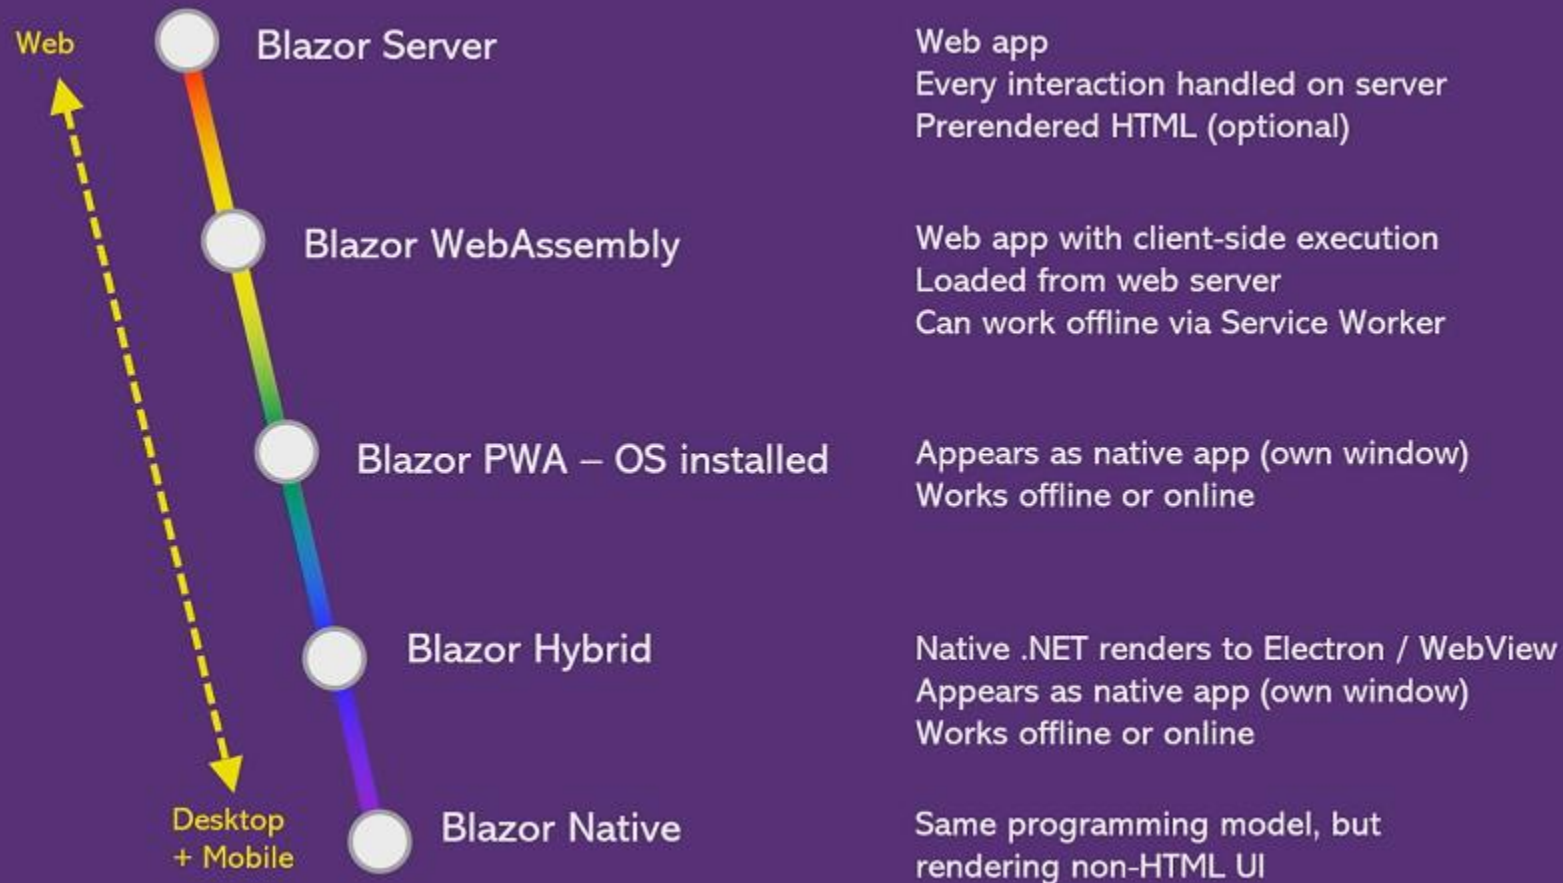 Web
Blazor Server
Web app
Every interaction handled on server
Prerendered HTML (optional)
Blazor WebAssembly
Web app with client-side execution
Loaded from web server
Can work offline via Service Worker
Blazor PWA – OS installed
Appears as native app (own window)
Works offline or online
Blazor Hybrid
Native .NET renders to Electron / WebView
Appears as native app (own window)
Works offline or online
Desktop
+ Mobile
Blazor Native
Same programming model, but
rendering non-HTML UI